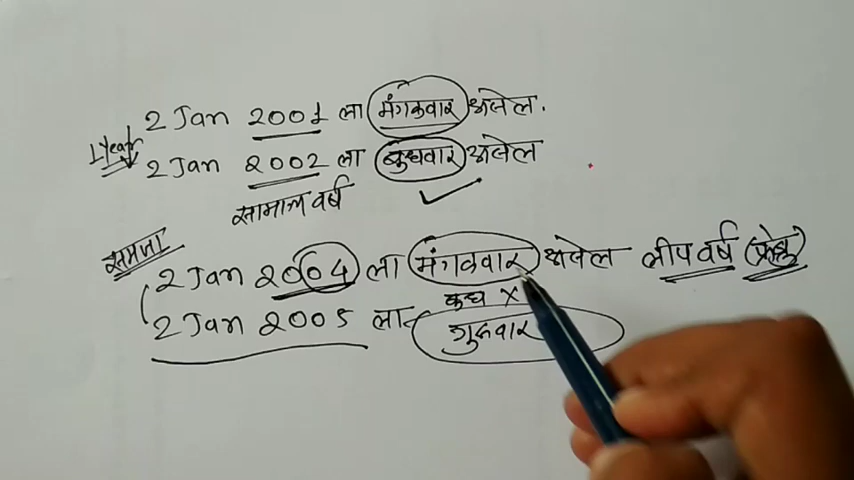 2 Jan 2001 ला मंगळवार असेल.
1 Year
2 Jan 2002 ला बुधवार असेल
सामान्य वर्ष
समजा
2 Jan 2004 ला मंगळवार असेल लीप वर्ष
बुध X
2 Jan 2005 ला गुरुवार